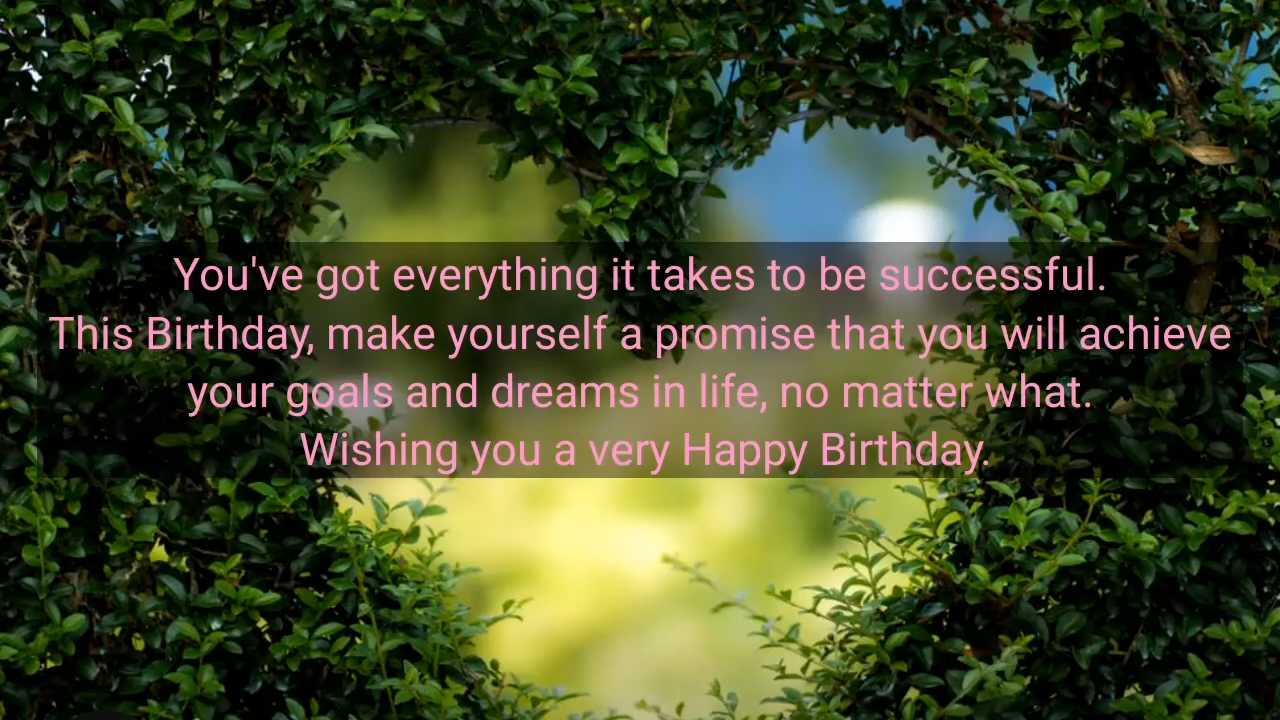 You've got everything it takes to be successful.
This Birthday, make yourself a promise that you will achieve
your goals and dreams in life, no matter what.
Wishing you a very Happy Birthday.